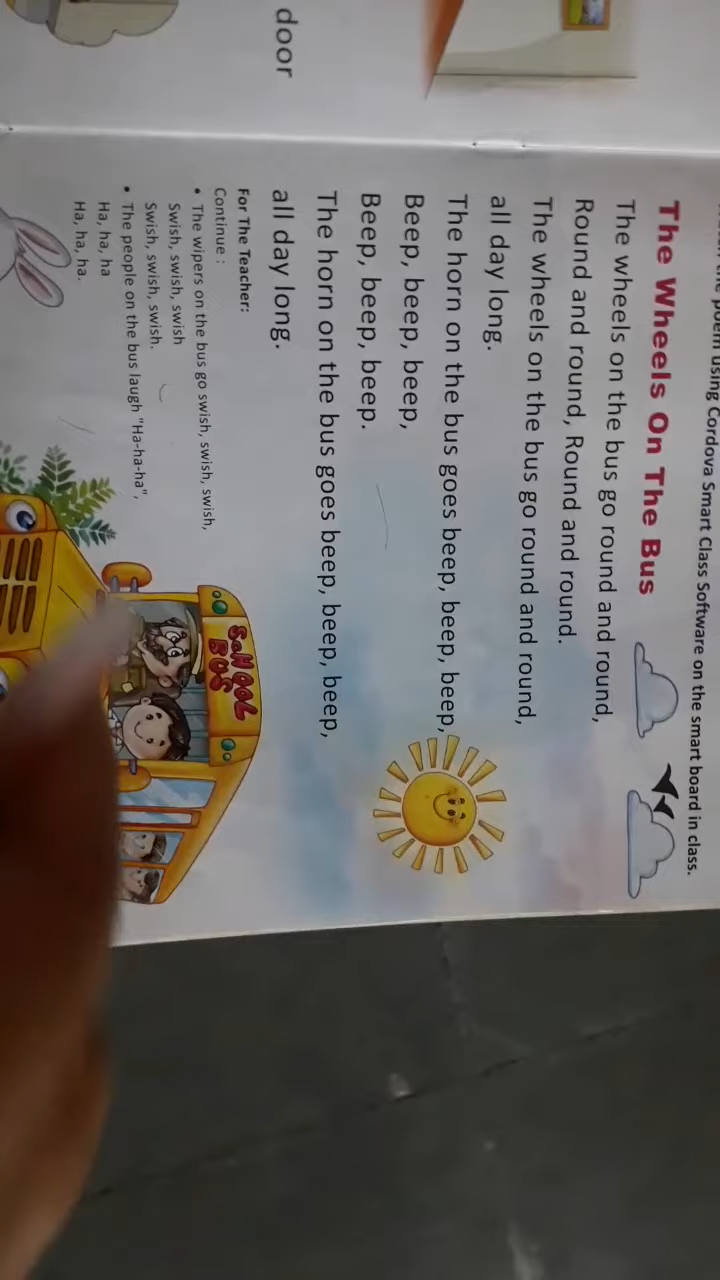 door
the poem using Cordova Smart Class Software on the smart board in class.
The Wheels On The Bus
The wheels on the bus go round and round,
Round and round, Round and round.
The wheels on the bus go round and round,
all day long.
The horn on the bus goes beep, beep, beep,
Beep, beep, beep,
Beep, beep, beep.
The horn on the bus goes beep, beep, beep,
all day long.
For The Teacher:
Continue :
• The wipers on the bus go swish, swish, swish,
Swish, swish, swish
Swish, swish, swish.
• The people on the bus laugh "Ha-ha-ha",
Ha, ha, ha
Ha, ha, ha.
SCHOOL
BUS